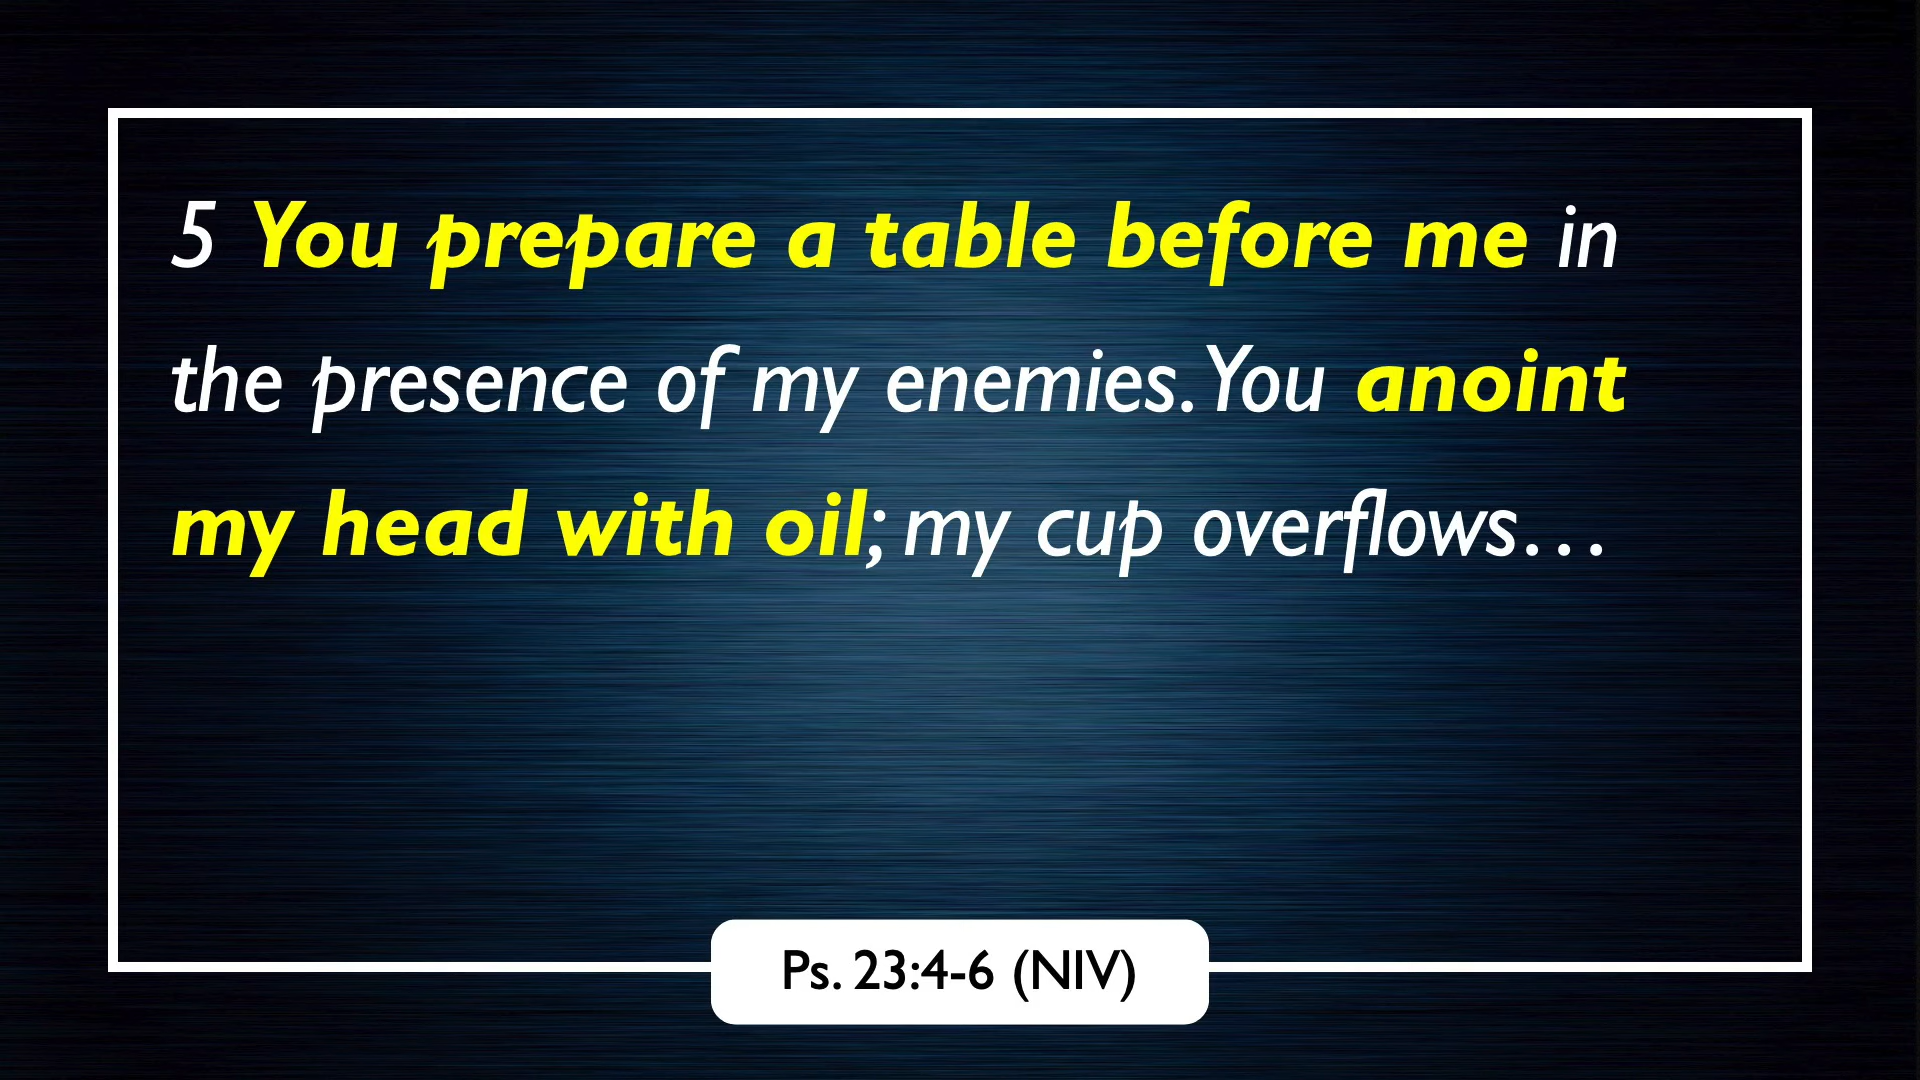 5 You prepare a table before me in
the presence of my enemies. You anoint
my head with oil; my cup overflows…
Ps. 23:4-6 (NIV)